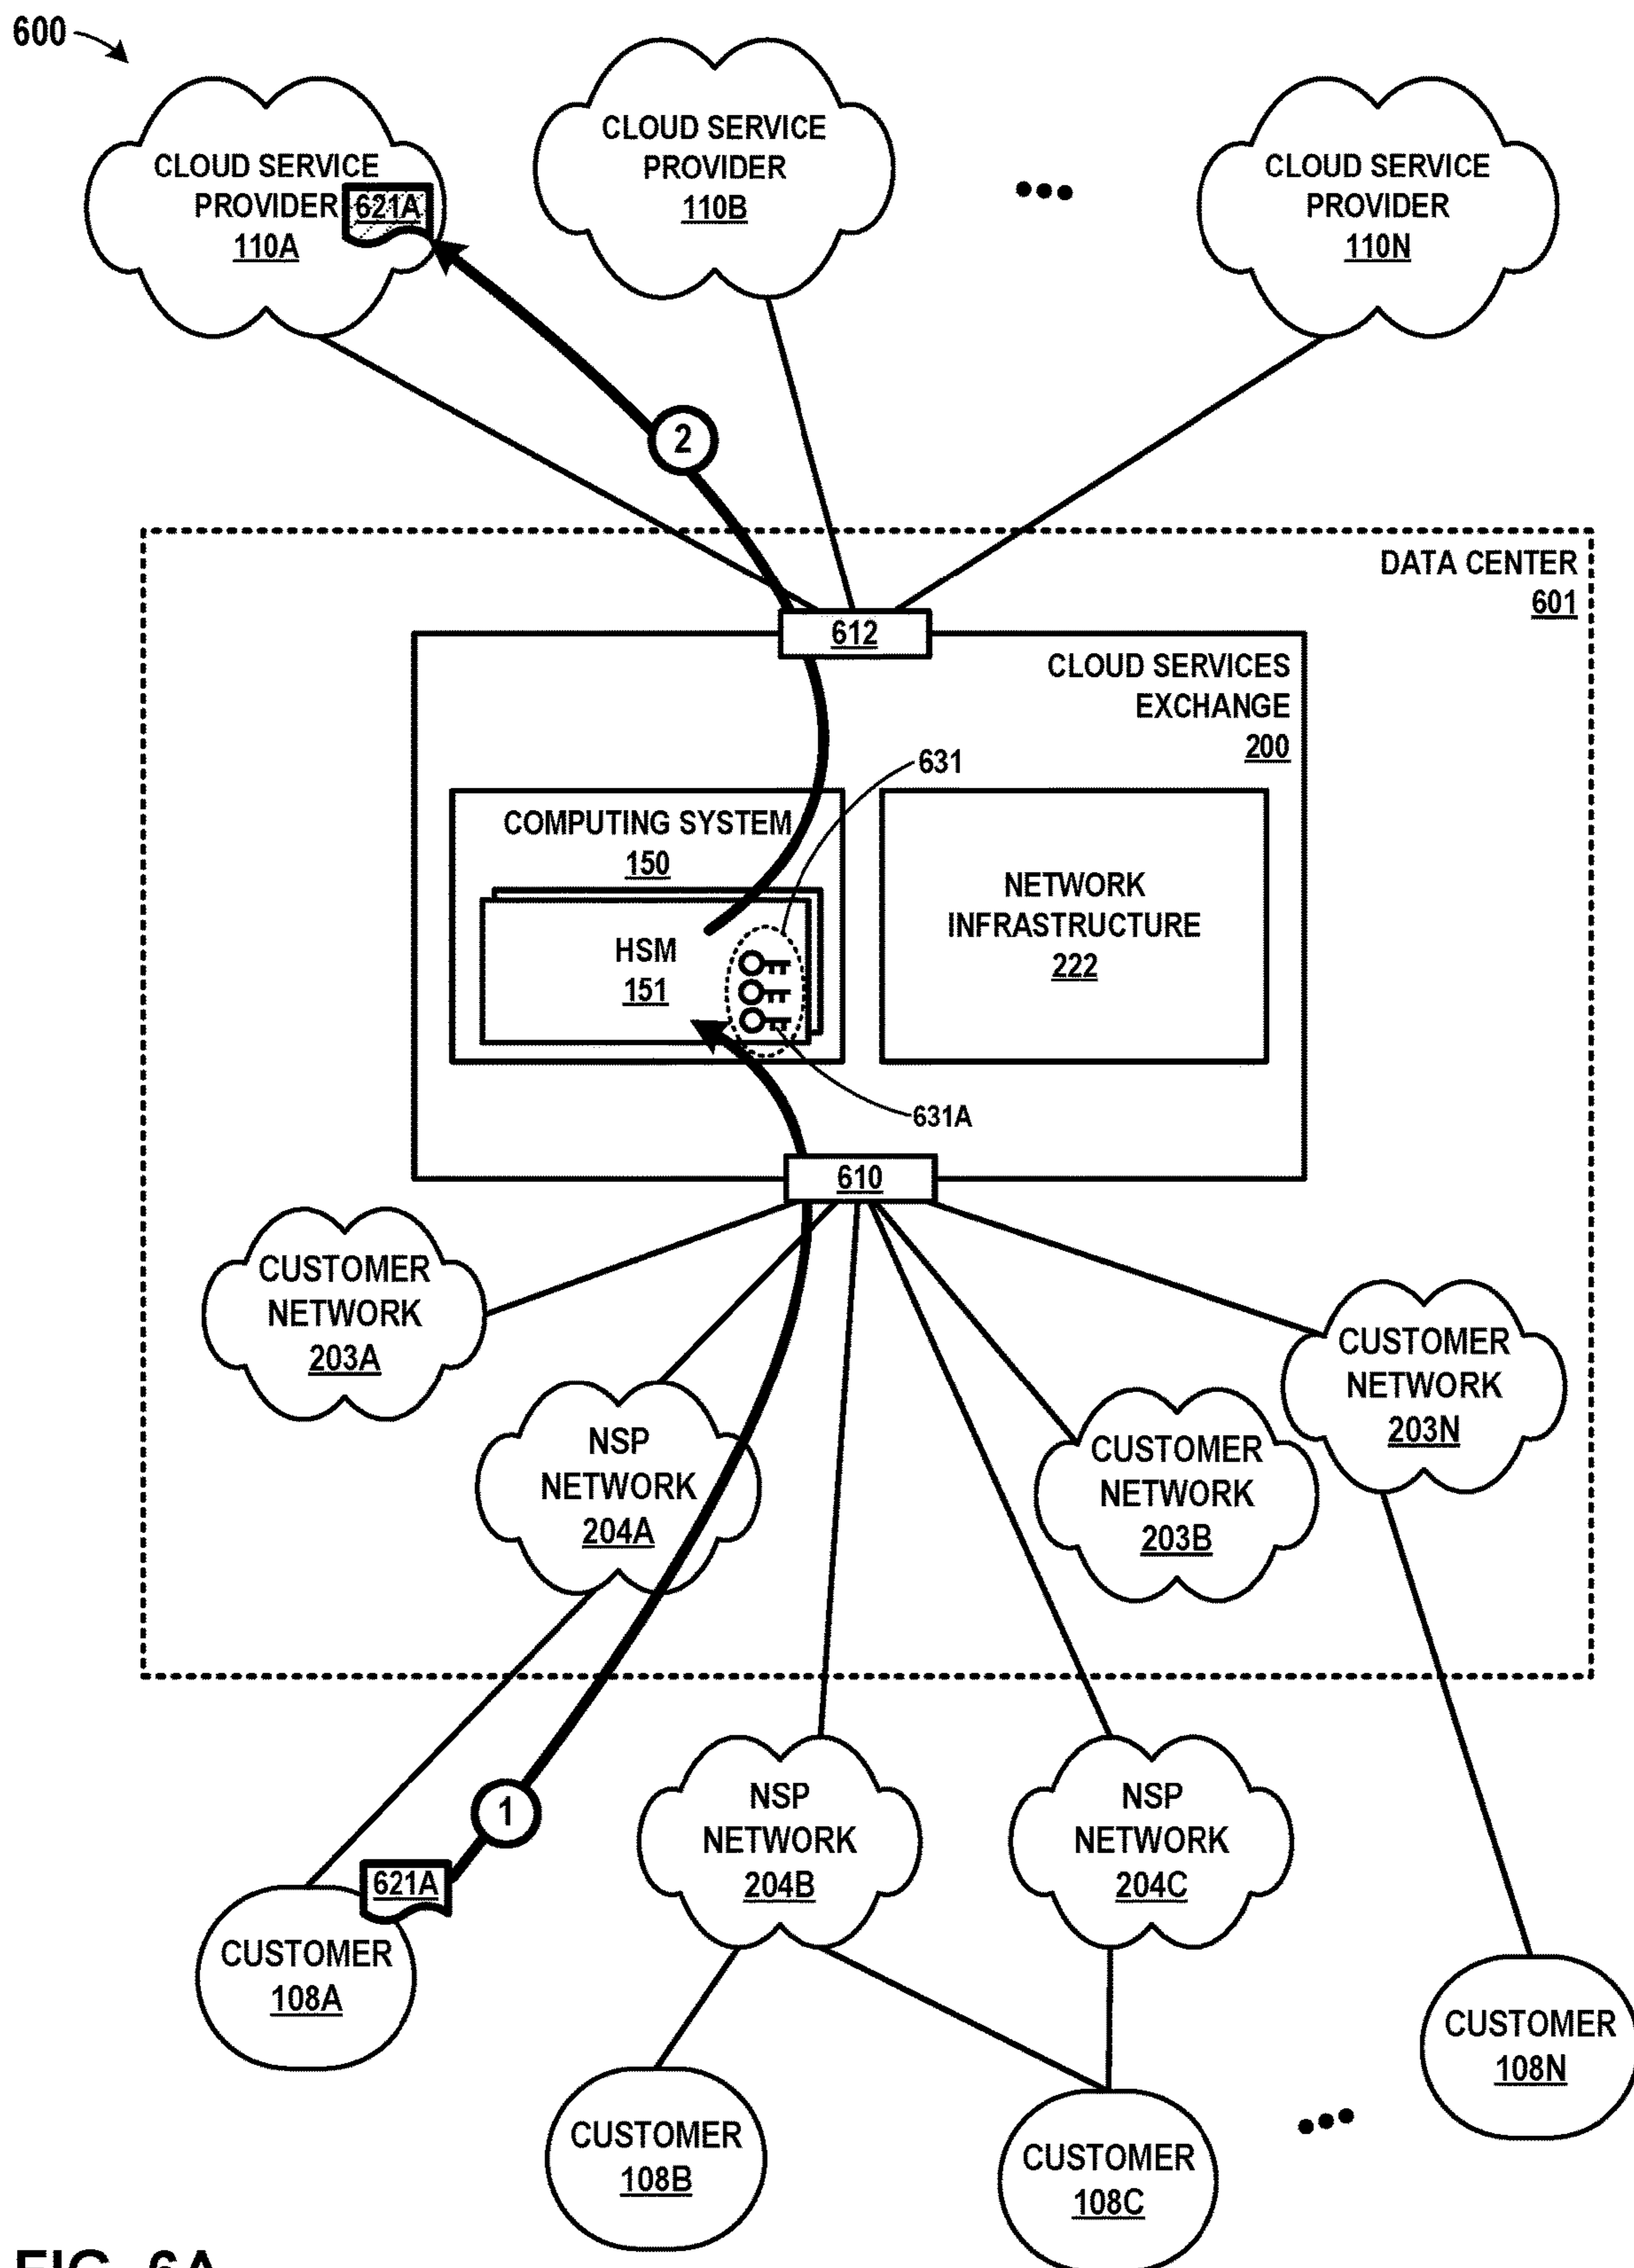 600
CLOUD SERVICE
PROVIDER
110A
621A
CLOUD SERVICE
PROVIDER
110B
CLOUD SERVICE
PROVIDER
110N
2
DATA CENTER
601
612
CLOUD SERVICES
EXCHANGE
200
631
COMPUTING SYSTEM
150
HSM
151
NETWORK
INFRASTRUCTURE
222
631A
610
CUSTOMER
NETWORK
203A
NSP
NETWORK
204A
CUSTOMER
NETWORK
203B
CUSTOMER
NETWORK
203N
1
621A
NSP
NETWORK
204B
NSP
NETWORK
204C
CUSTOMER
108A
CUSTOMER
108B
CUSTOMER
108C
CUSTOMER
108N
FIG. 6A